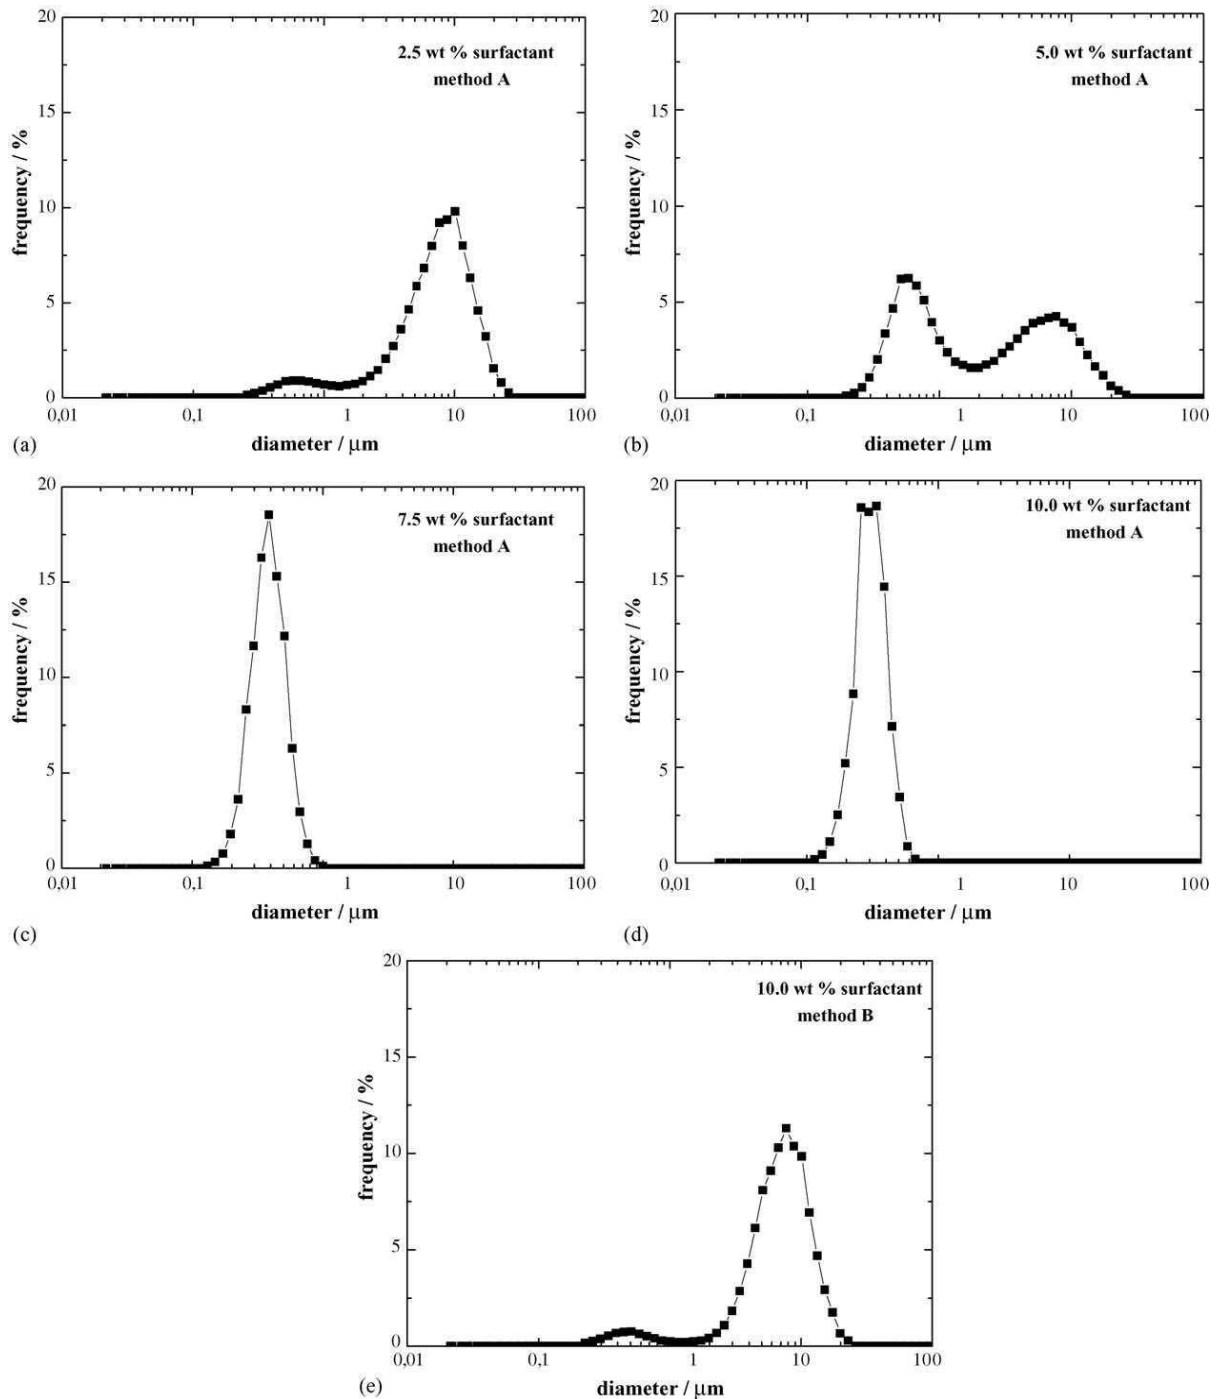 20
15
10
5
0
frequency / %
2.5 wt % surfactant
method A
0,01
0,1
1
10
100
diameter / μm
(a)
20
15
10
5
0
frequency / %
5.0 wt % surfactant
method A
0,01
0,1
1
10
100
diameter / μm
(b)
20
15
10
5
0
frequency / %
7.5 wt % surfactant
method A
0,01
0,1
1
10
100
diameter / μm
(c)
20
15
10
5
0
frequency / %
10.0 wt % surfactant
method A
0,01
0,1
1
10
100
diameter / μm
(d)
20
15
10
5
0
frequency / %
10.0 wt % surfactant
method B
0,01
0,1
1
10
100
diameter / μm
(e)